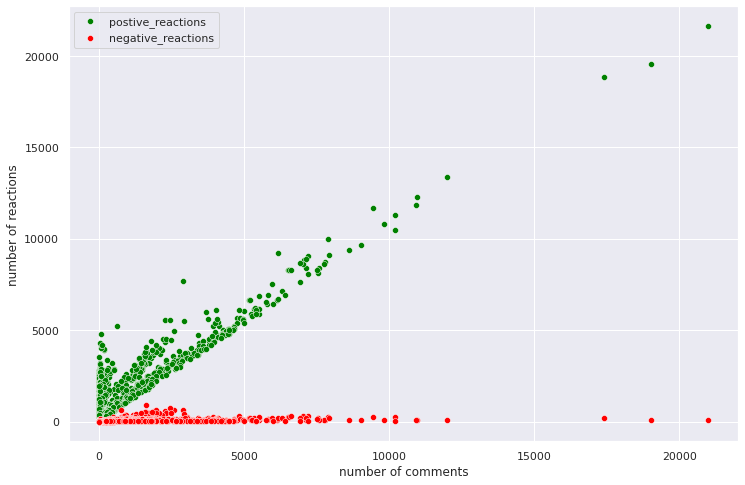 postive_reactions
negative_reactions
20000
15000
10000
5000
0
number of reactions
0 5000 10000 15000 20000
number of comments